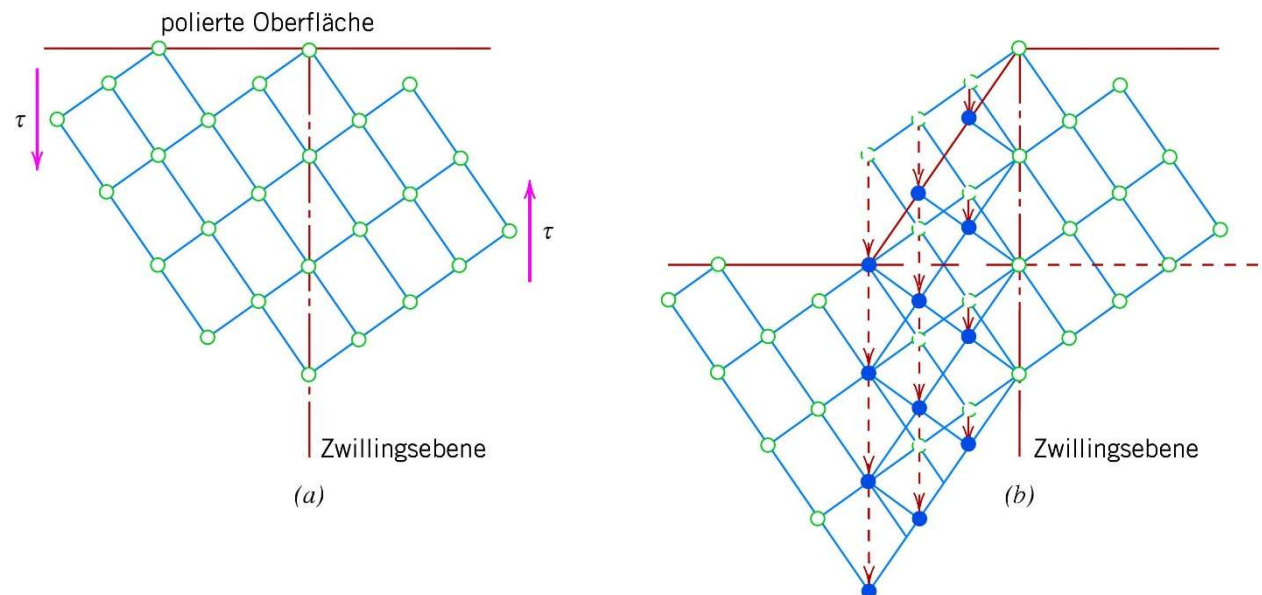 polierte Oberfläche
τ
τ
Zwillingsebene
(a)
Zwillingsebene
(b)